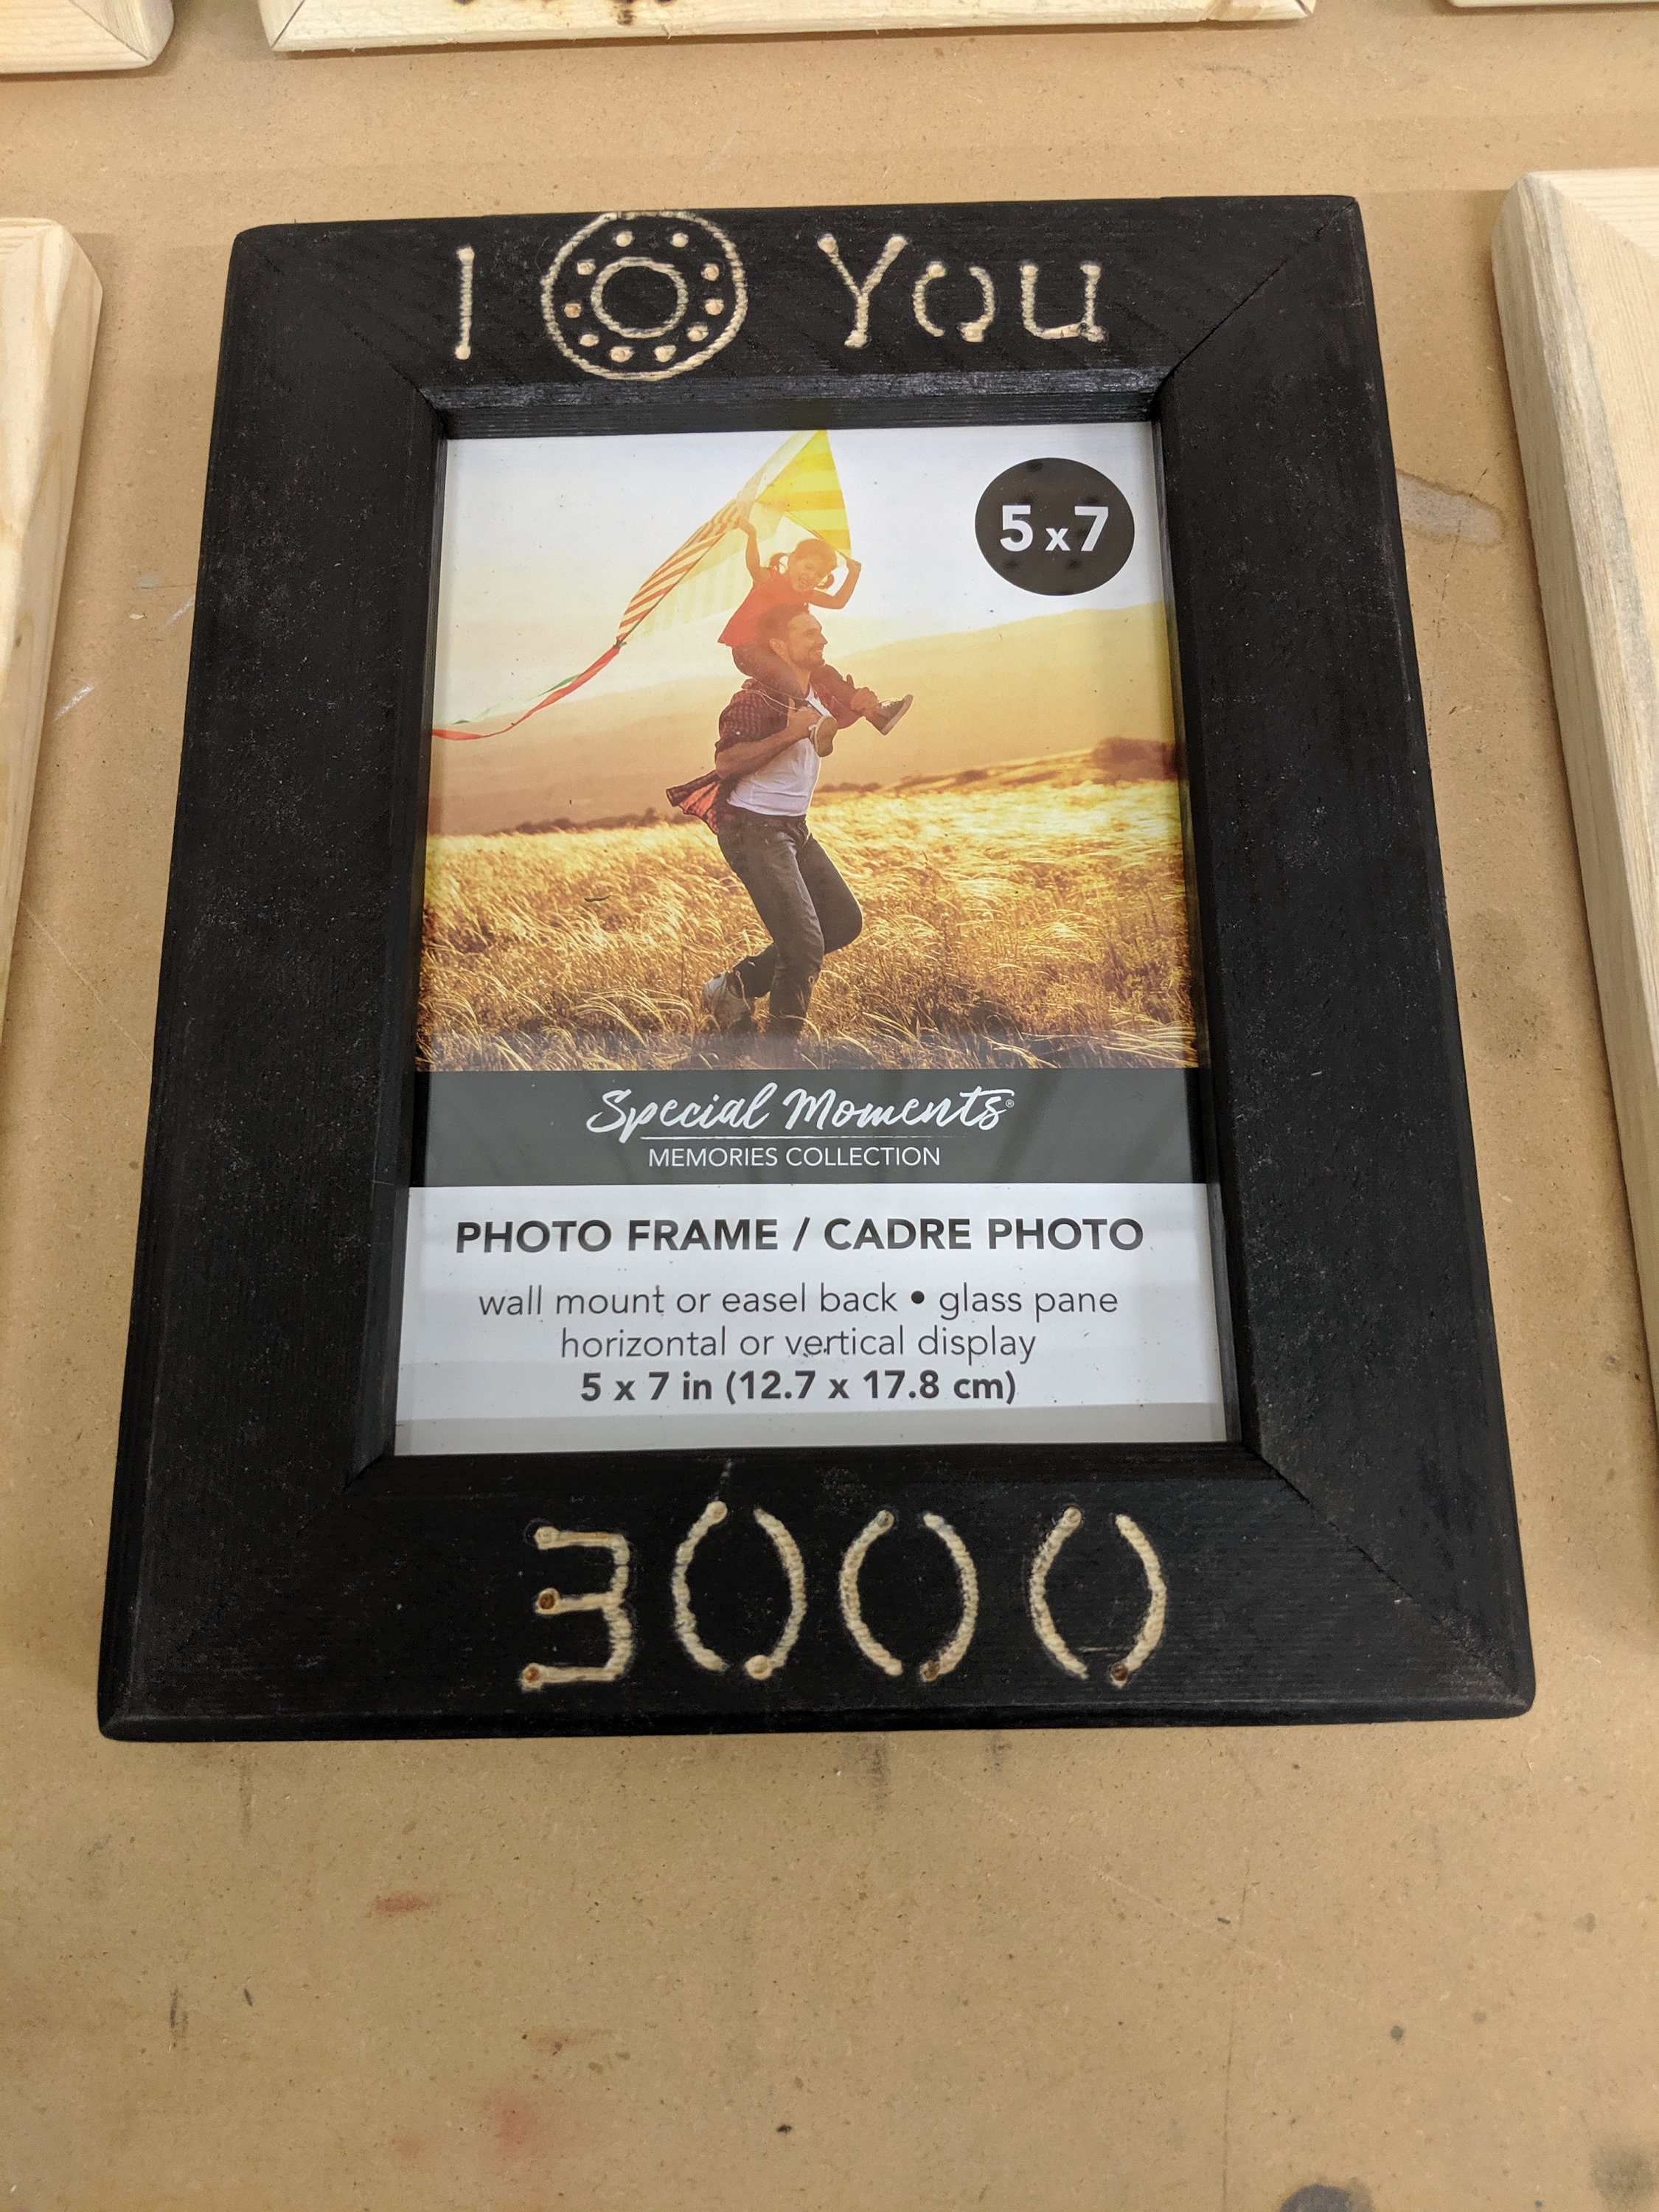 I You
5x7
Special Moments®
MEMORIES COLLECTION
PHOTO FRAME / CADRE PHOTO
wall mount or easel back • glass pane
horizontal or vertical display
5 x 7 in (12.7 x 17.8 cm)
3000